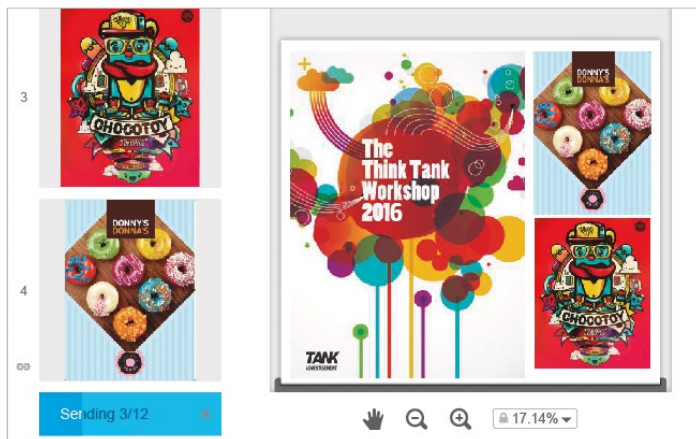 3
CHOCOTOY
4
DONNY'S
DONNA'S
Sending 3/12
The
Think Tank
Workshop
2016
TANK
ADVERTISEMENT
DONNY'S
DONNA'S
CHOCOTOY
17.14%